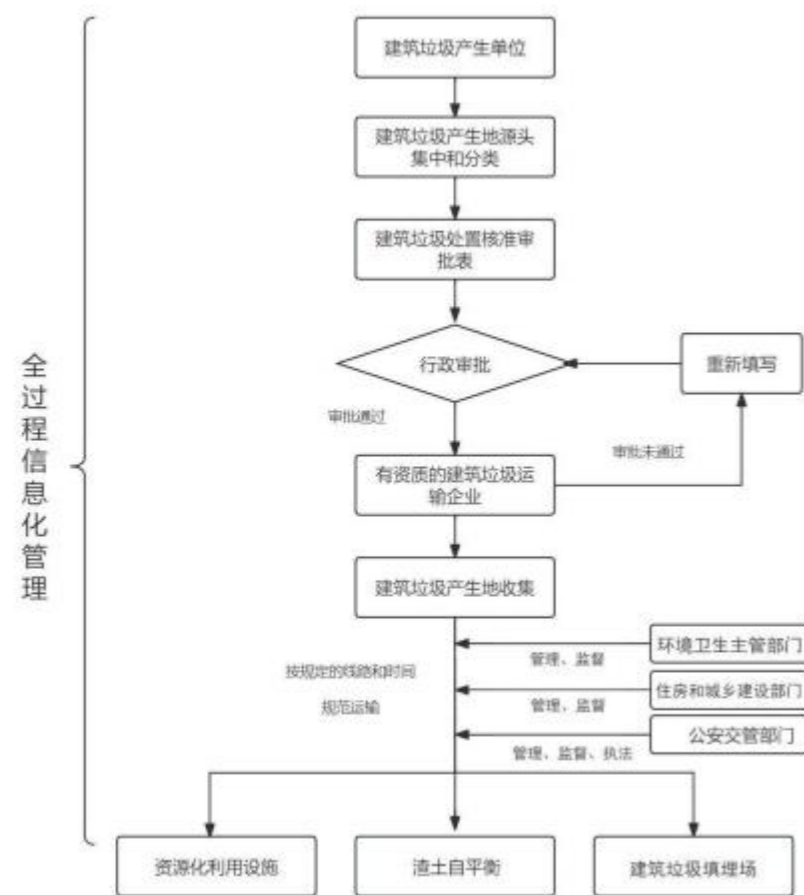 建筑垃圾产生单位
建筑垃圾产生地源头
集中和分类
建筑垃圾处置核准审
批表
全过程信息化管理
行政审批
重新填写
审批通过
审批未通过
有资质的建筑垃圾运
输企业
建筑垃圾产生地收集
环境卫生主管部门
管理、监督
按规定的线路和时间
规范运输
住房和城乡建设部门
管理、监督
公安交管部门
管理、监督、执法
资源化利用设施
渣土自平衡
建筑垃圾填埋场